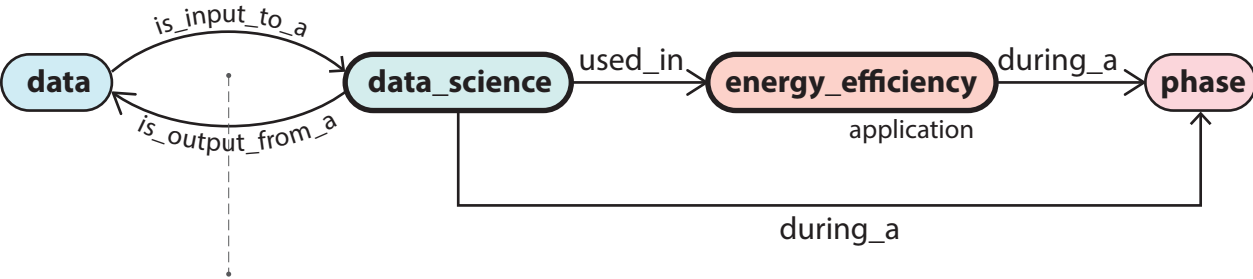 is_input_to_a
data
data_science
used_in
energy_efficiency
during_a
phase
is_output_from_a
application
during_a